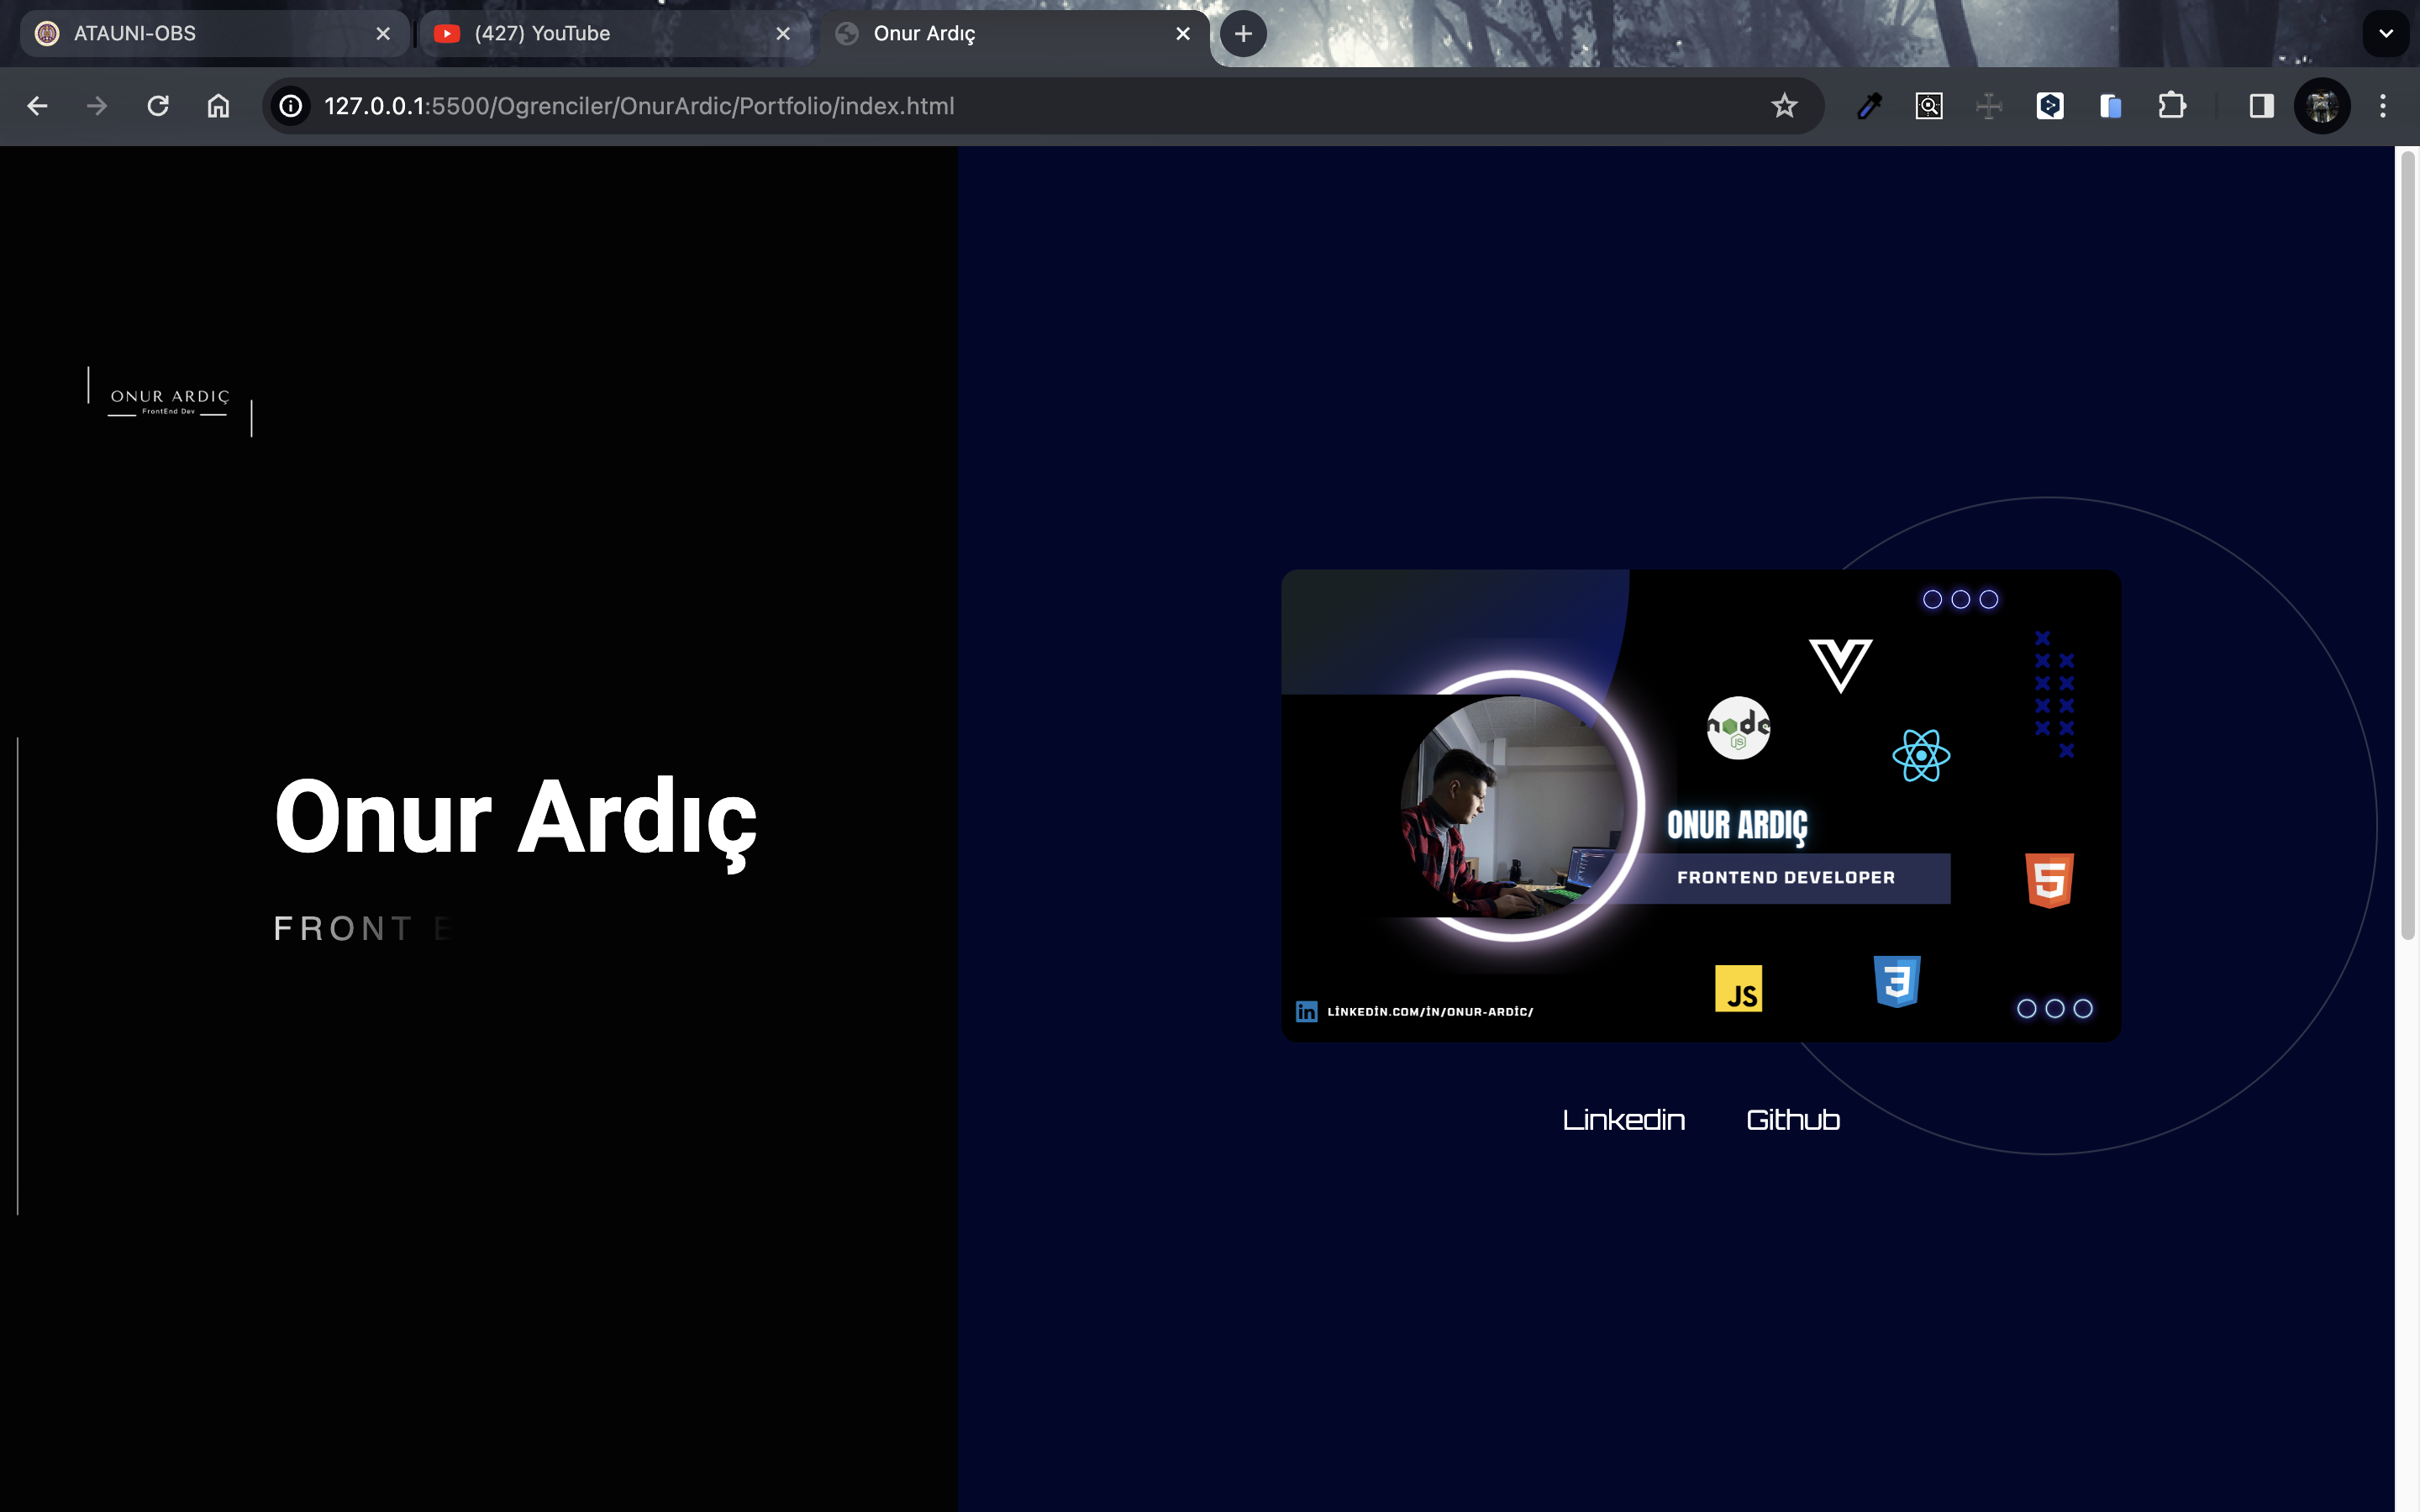 ATAUNI-OBS
(427) YouTube
Onur Ardıç
127.0.0.1:5500/Ogrenciler/OnurArdic/Portfolio/index.html
ONUR ARDIÇ
FrontEnd Dev
Onur Ardıç
FRONT E
node
JS
ONUR ARDIÇ
FRONTEND DEVELOPER
5
JS
3
in LİNKEDİN.COM/İN/ONUR-ARDİC/
Linkedin Github